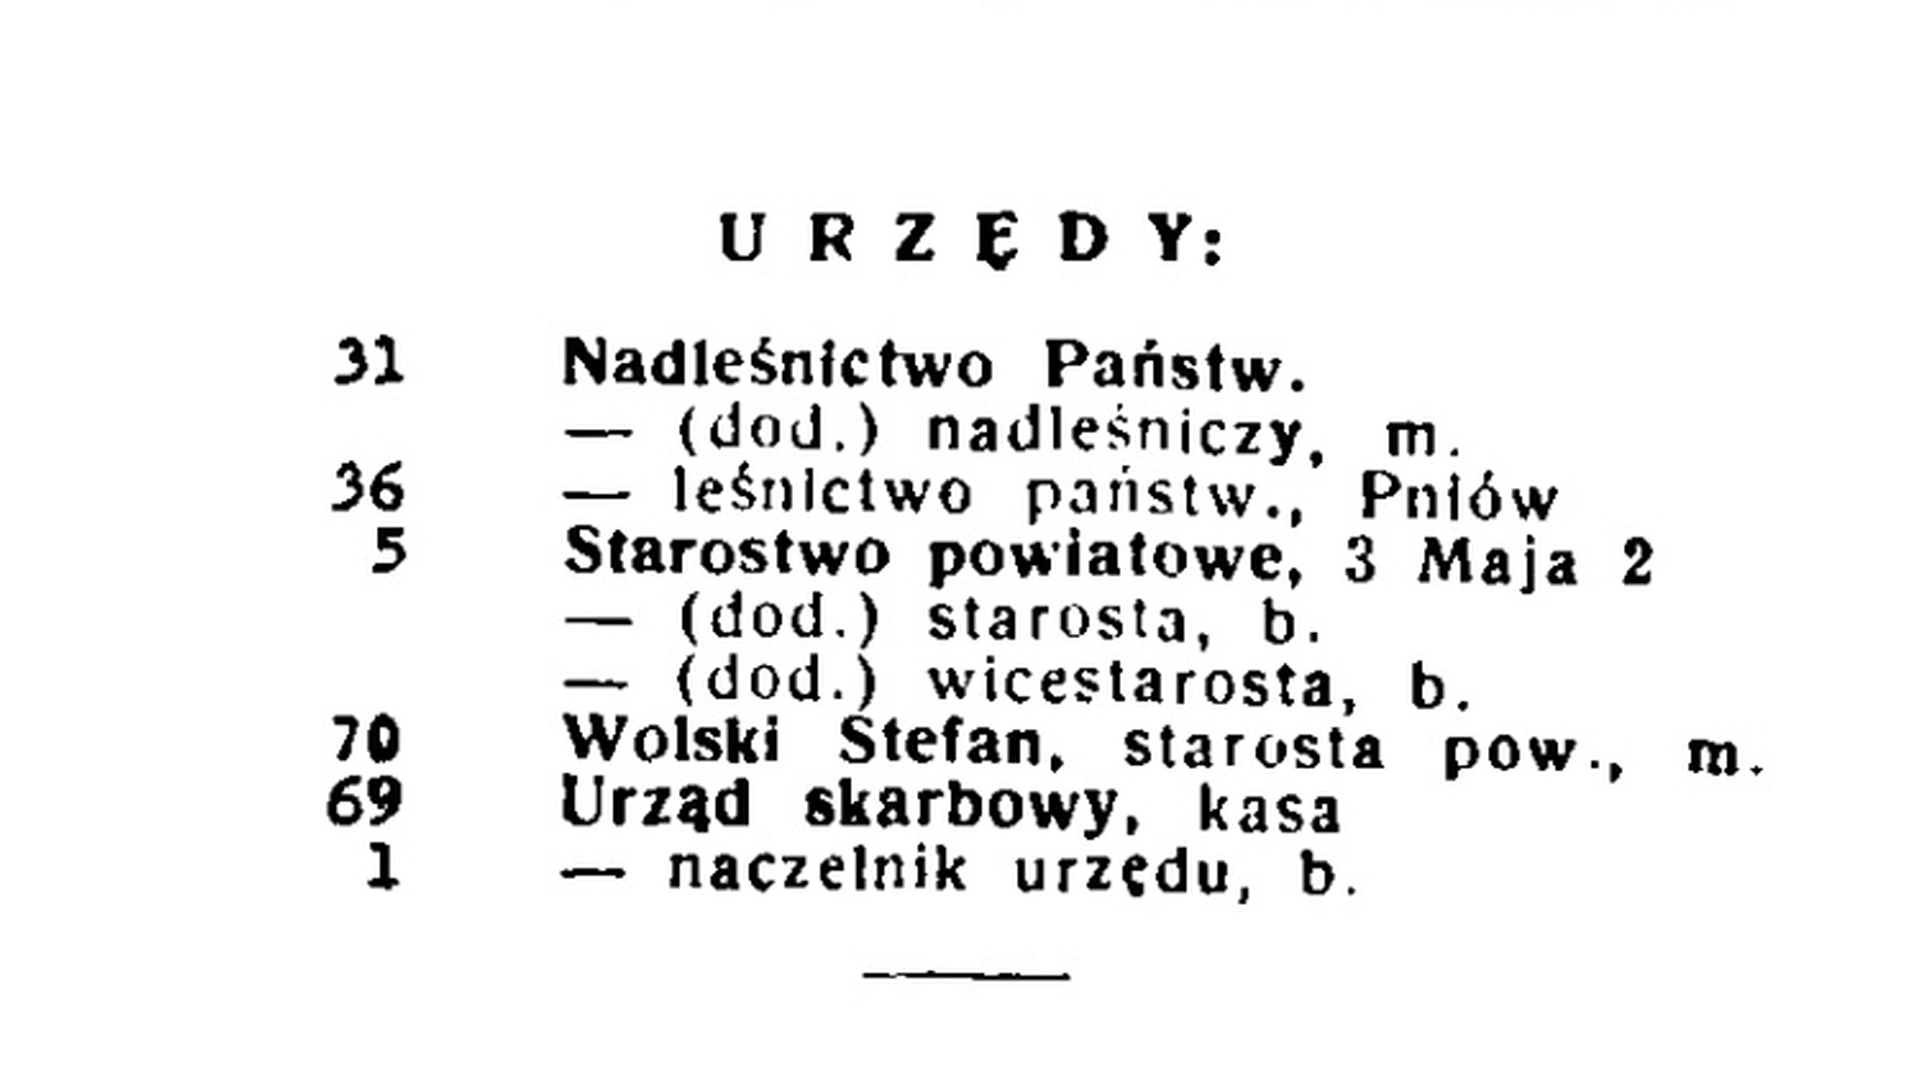 URZĘDY:
31 Nadleśnictwo Państw.
— (dod.) nadleśniczy, m.
36 — leśnictwo państw., Pniów
5 Starostwo powiatowe, 3 Maja 2
— (dod.) starosta, b.
— (dod.) wicestarosta, b.
70 Wolski Stefan, starosta pow., m.
69 Urząd skarbowy, kasa
1 — naczelnik urzędu, b.